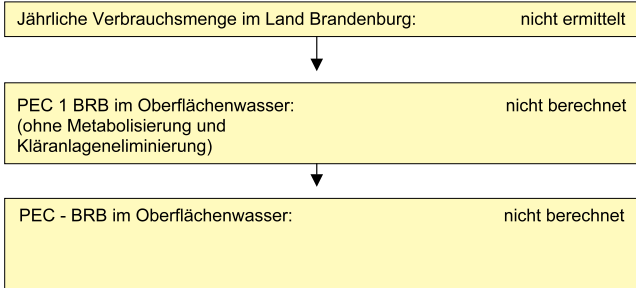 Jährliche Verbrauchsmenge im Land Brandenburg: nicht ermittelt
PEC 1 BRB im Oberflächenwasser: nicht berechnet
(ohne Metabolisierung und
Kläranlageneliminierung)
PEC - BRB im Oberflächenwasser: nicht berechnet